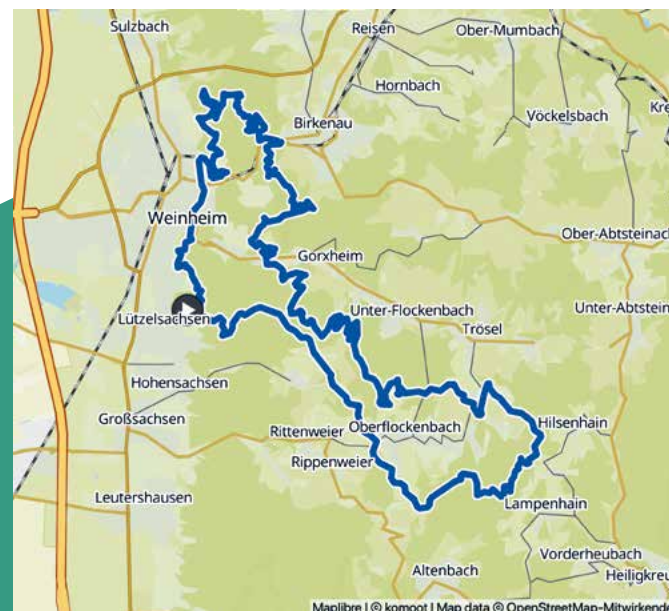 Sulzbach
Reisen
Ober-Mumbach
Hornbach
Kre
Birkenau
Vöckelsbach
Weinheim
Ober-Abtsteinach
Gorxheim
Lützelsachsen
Unter-Flockenbach
Unter-Abtstein
Trösel
Hohensachsen
Großsachsen
Rittenweier
Oberflockenbach
Hilsenhain
Rippenweier
Leutershausen
Lampenhain
Vorderheubach
Altenbach
Heiligkreu
Maplibre | © komoot | Map data © OpenStreetMap-Mitwirkende